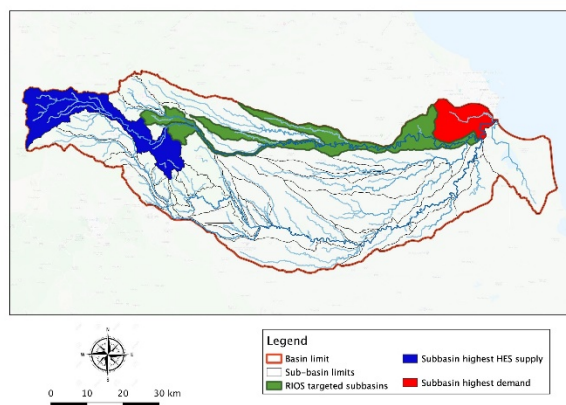 N
W E
S
0 10 20 30 km
Legend
Basin limit
Sub-basin limits
RIOS targeted subbasins
Subbasin highest HES supply
Subbasin highest demand